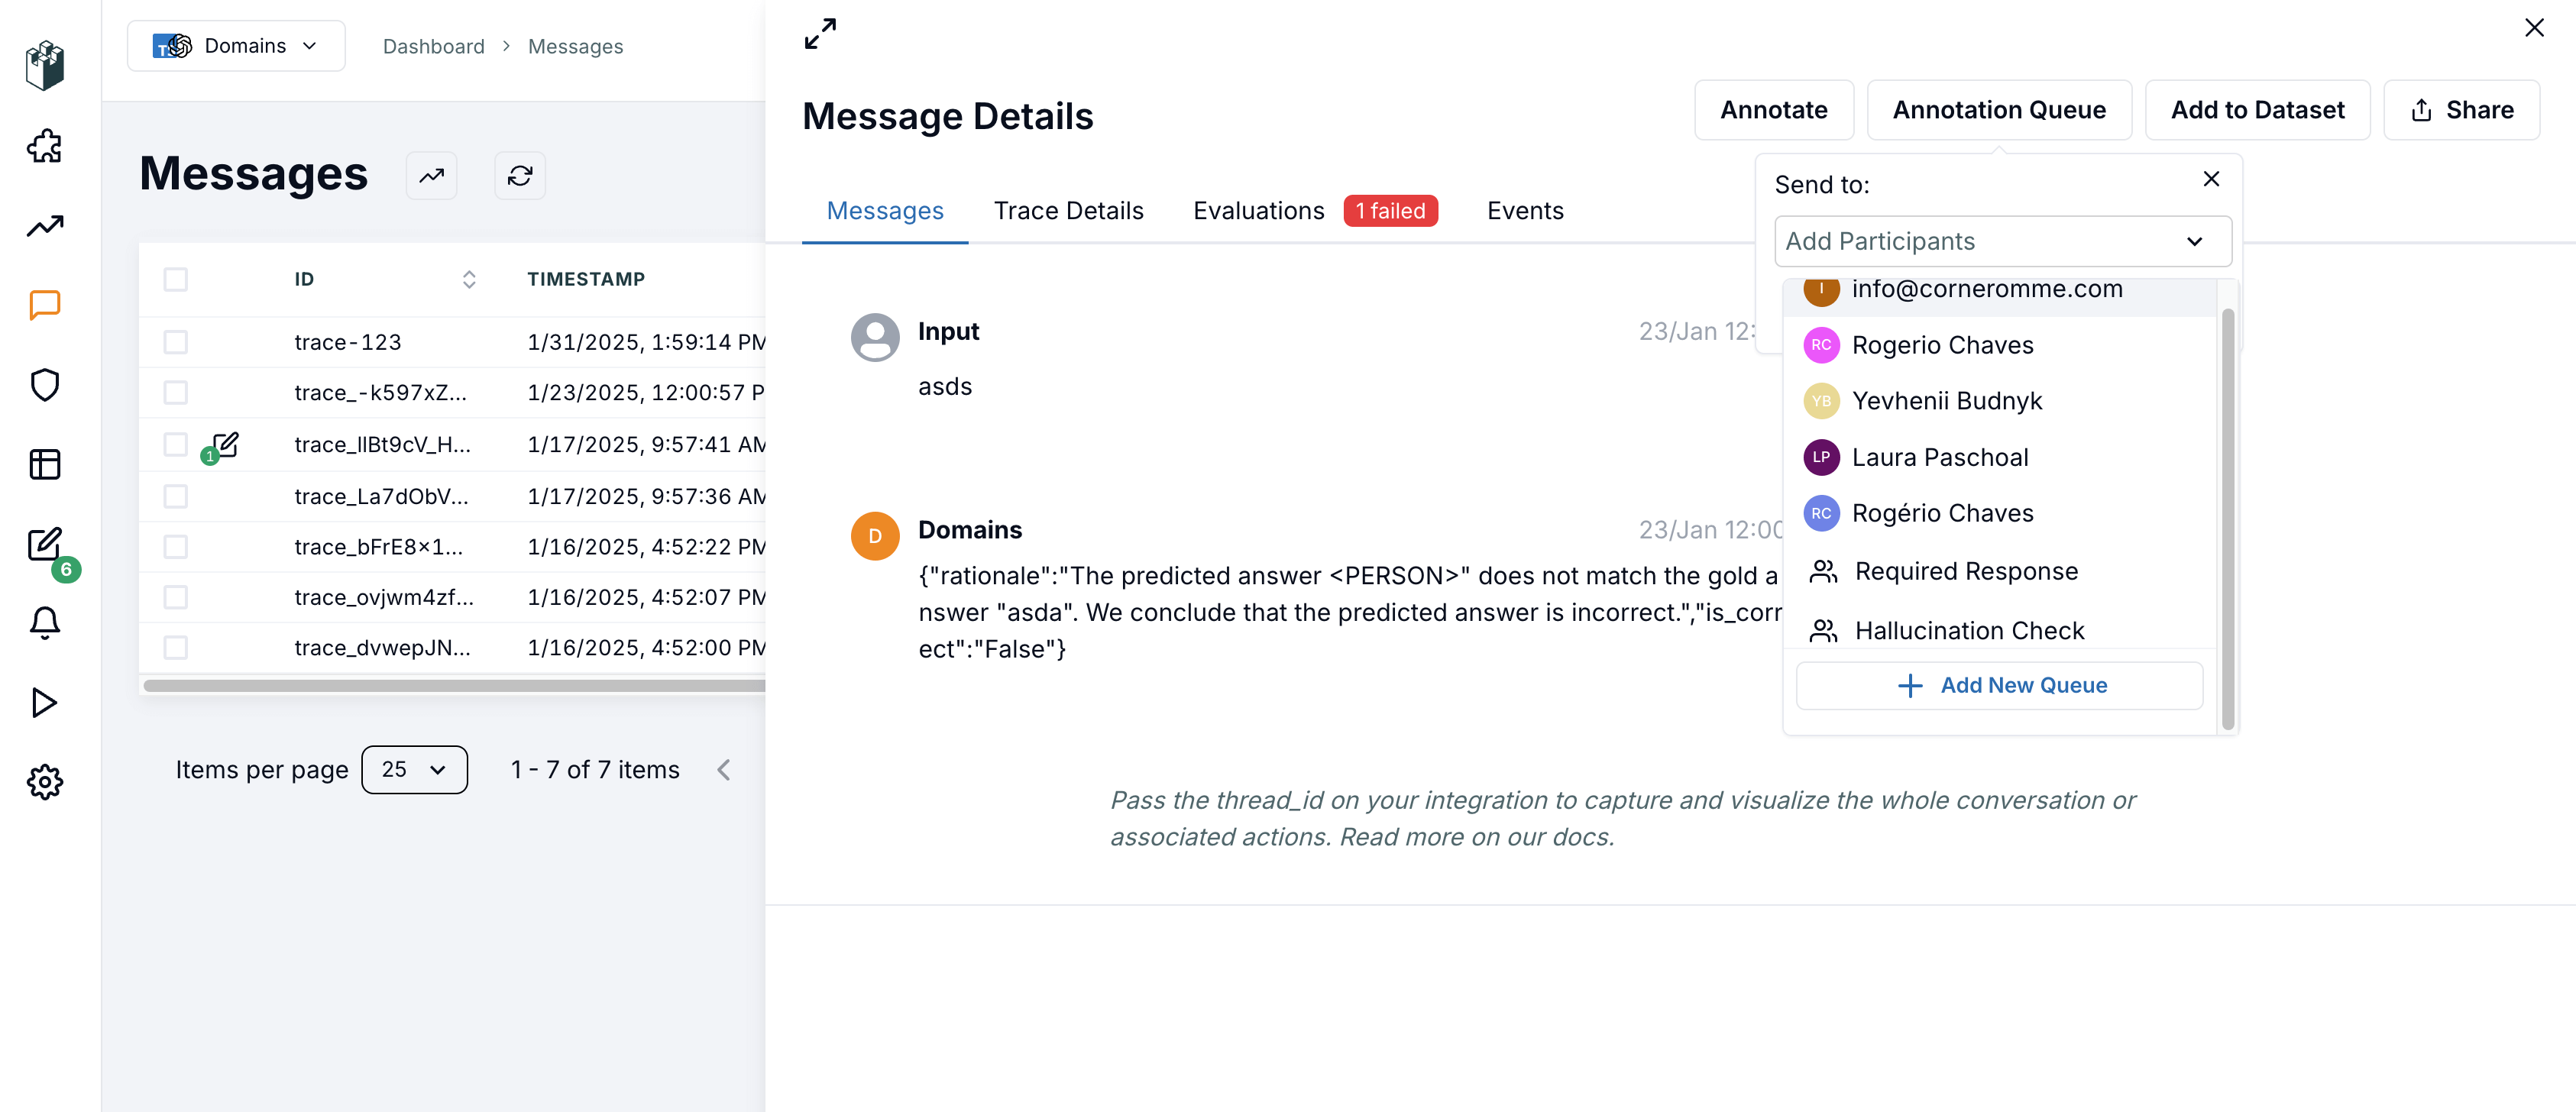 Domains
Dashboard > Messages
Messages
ID
TIMESTAMP
trace-123
1/31/2025, 1:59:14 PM
trace_-k597xZ...
1/23/2025, 12:00:57 P
1
trace_lIBt9cV_H...
1/17/2025, 9:57:41 AM
trace_La7dObV...
1/17/2025, 9:57:36 AM
trace_bFrE8x1...
1/16/2025, 4:52:22 PM
trace_ovjwm4zf...
1/16/2025, 4:52:07 PM
trace_dvwepJN...
1/16/2025, 4:52:00 PM
6
Items per page
25
1 - 7 of 7 items
Message Details
Annotate
Annotation Queue
Add to Dataset
Share
Messages
Trace Details
Evaluations
1 failed
Events
Input
23/Jan 12:
asds
D
Domains
23/Jan 12:00
{"rationale":"The predicted answer <PERSON>" does not match the gold a
nswer "asda". We conclude that the predicted answer is incorrect.","is_corr
ect":"False"}
Pass the thread_id on your integration to capture and visualize the whole conversation or
associated actions. Read more on our docs.
Send to:
Add Participants
I info@corneromme.com
RC Rogerio Chaves
YB Yevhenii Budnyk
LP Laura Paschoal
RC Rogério Chaves
Required Response
Hallucination Check
Add New Queue